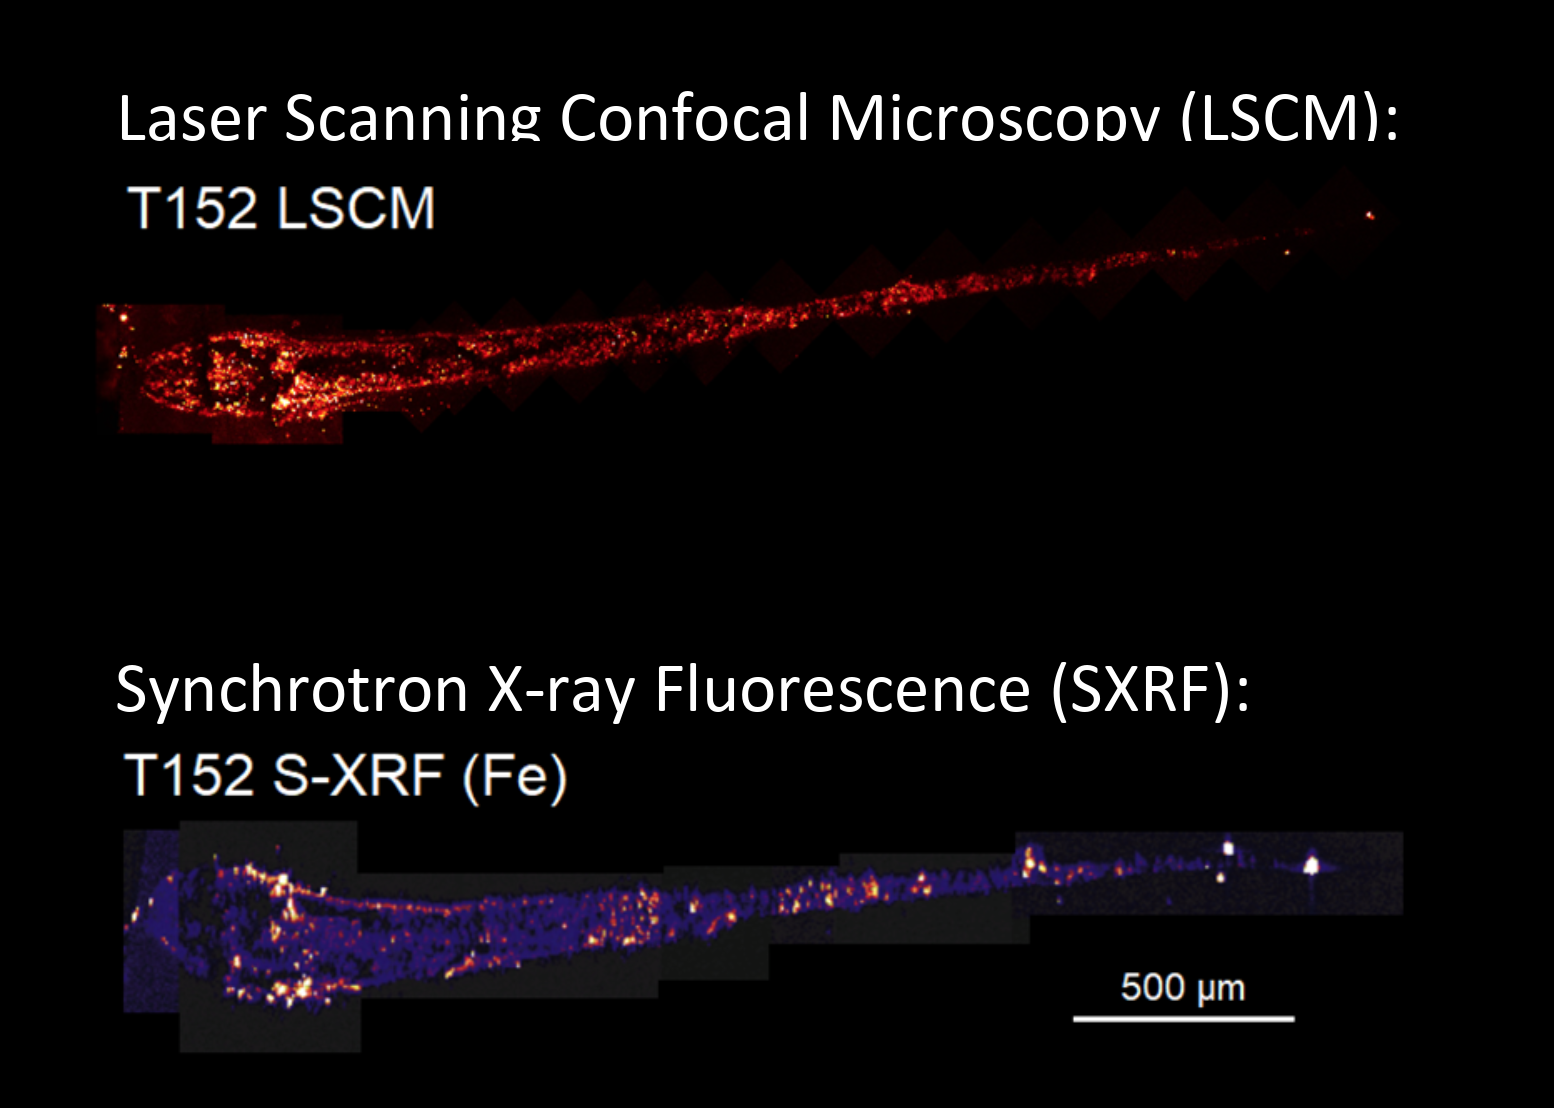 Laser Scanning Confocal Microscopy (LSCM):
T152 LSCM
Synchrotron X-ray Fluorescence (SXRF):
T152 S-XRF (Fe)
500 µm